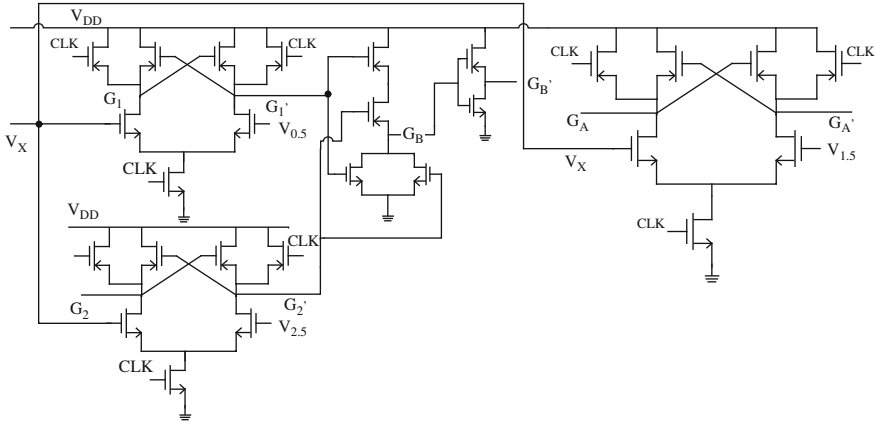 V_DD
CLK
CLK
CLK
CLK
G_1
G_1'
V_0.5
V_X
CLK
G_B
G_B'
G_A
G_A'
V_X
V_1.5
CLK
V_DD
CLK
G_2
G_2'
V_2.5
CLK